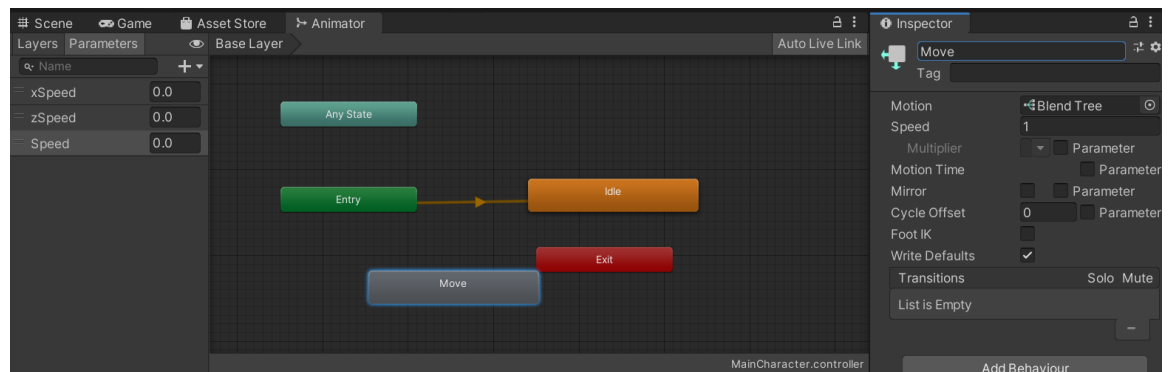 Scene Game Asset Store Animator
Layers Parameters Base Layer Auto Live Link
Name
xSpeed 0.0
zSpeed 0.0
Speed 0.0
Any State
Entry
Idle
Exit
Move
MainCharacter.controller
Inspector
Move
Tag
Motion Blend Tree
Speed 1
Multiplier Parameter
Motion Time Parameter
Mirror Parameter
Cycle Offset 0 Parameter
Foot IK
Write Defaults
Transitions Solo Mute
List is Empty
Add Behaviour